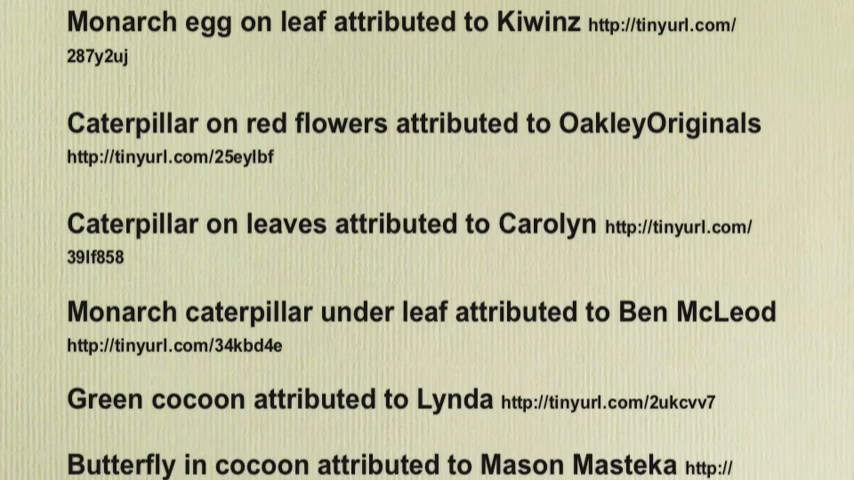 Monarch egg on leaf attributed to Kiwinz http://tinyurl.com/
287y2uj
Caterpillar on red flowers attributed to OakleyOriginals
http://tinyurl.com/25eylbf
Caterpillar on leaves attributed to Carolyn http://tinyurl.com/
39lf858
Monarch caterpillar under leaf attributed to Ben McLeod
http://tinyurl.com/34kbd4e
Green cocoon attributed to Lynda http://tinyurl.com/2ukcvv7
Butterfly in cocoon attributed to Mason Masteka http://